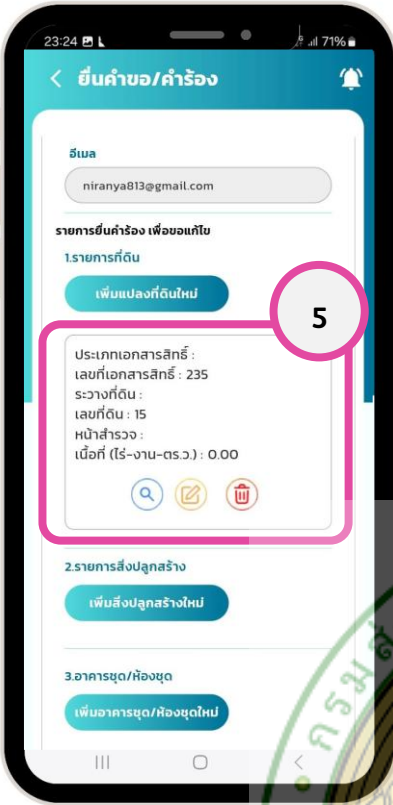 23:24 71%
ยื่นคำขอ/คำร้อง
อีเมล
niranya813@gmail.com
รายการยื่นคำร้อง เพื่อขอแก้ไข
1.รายการที่ดิน
เพิ่มแปลงที่ดินใหม่
5
ประเภทเอกสารสิทธิ์ :
เลขที่เอกสารสิทธิ์ : 235
ระวางที่ดิน :
เลขที่ดิน : 15
หน้าสำรวจ :
เนื้อที่ (ไร่-งาน-ตร.ว.) : 0.00
2.รายการสิ่งปลูกสร้าง
เพิ่มสิ่งปลูกสร้างใหม่
3.อาคารชุด/ห้องชุด
เพิ่มอาคารชุด/ห้องชุดใหม่
กรมส